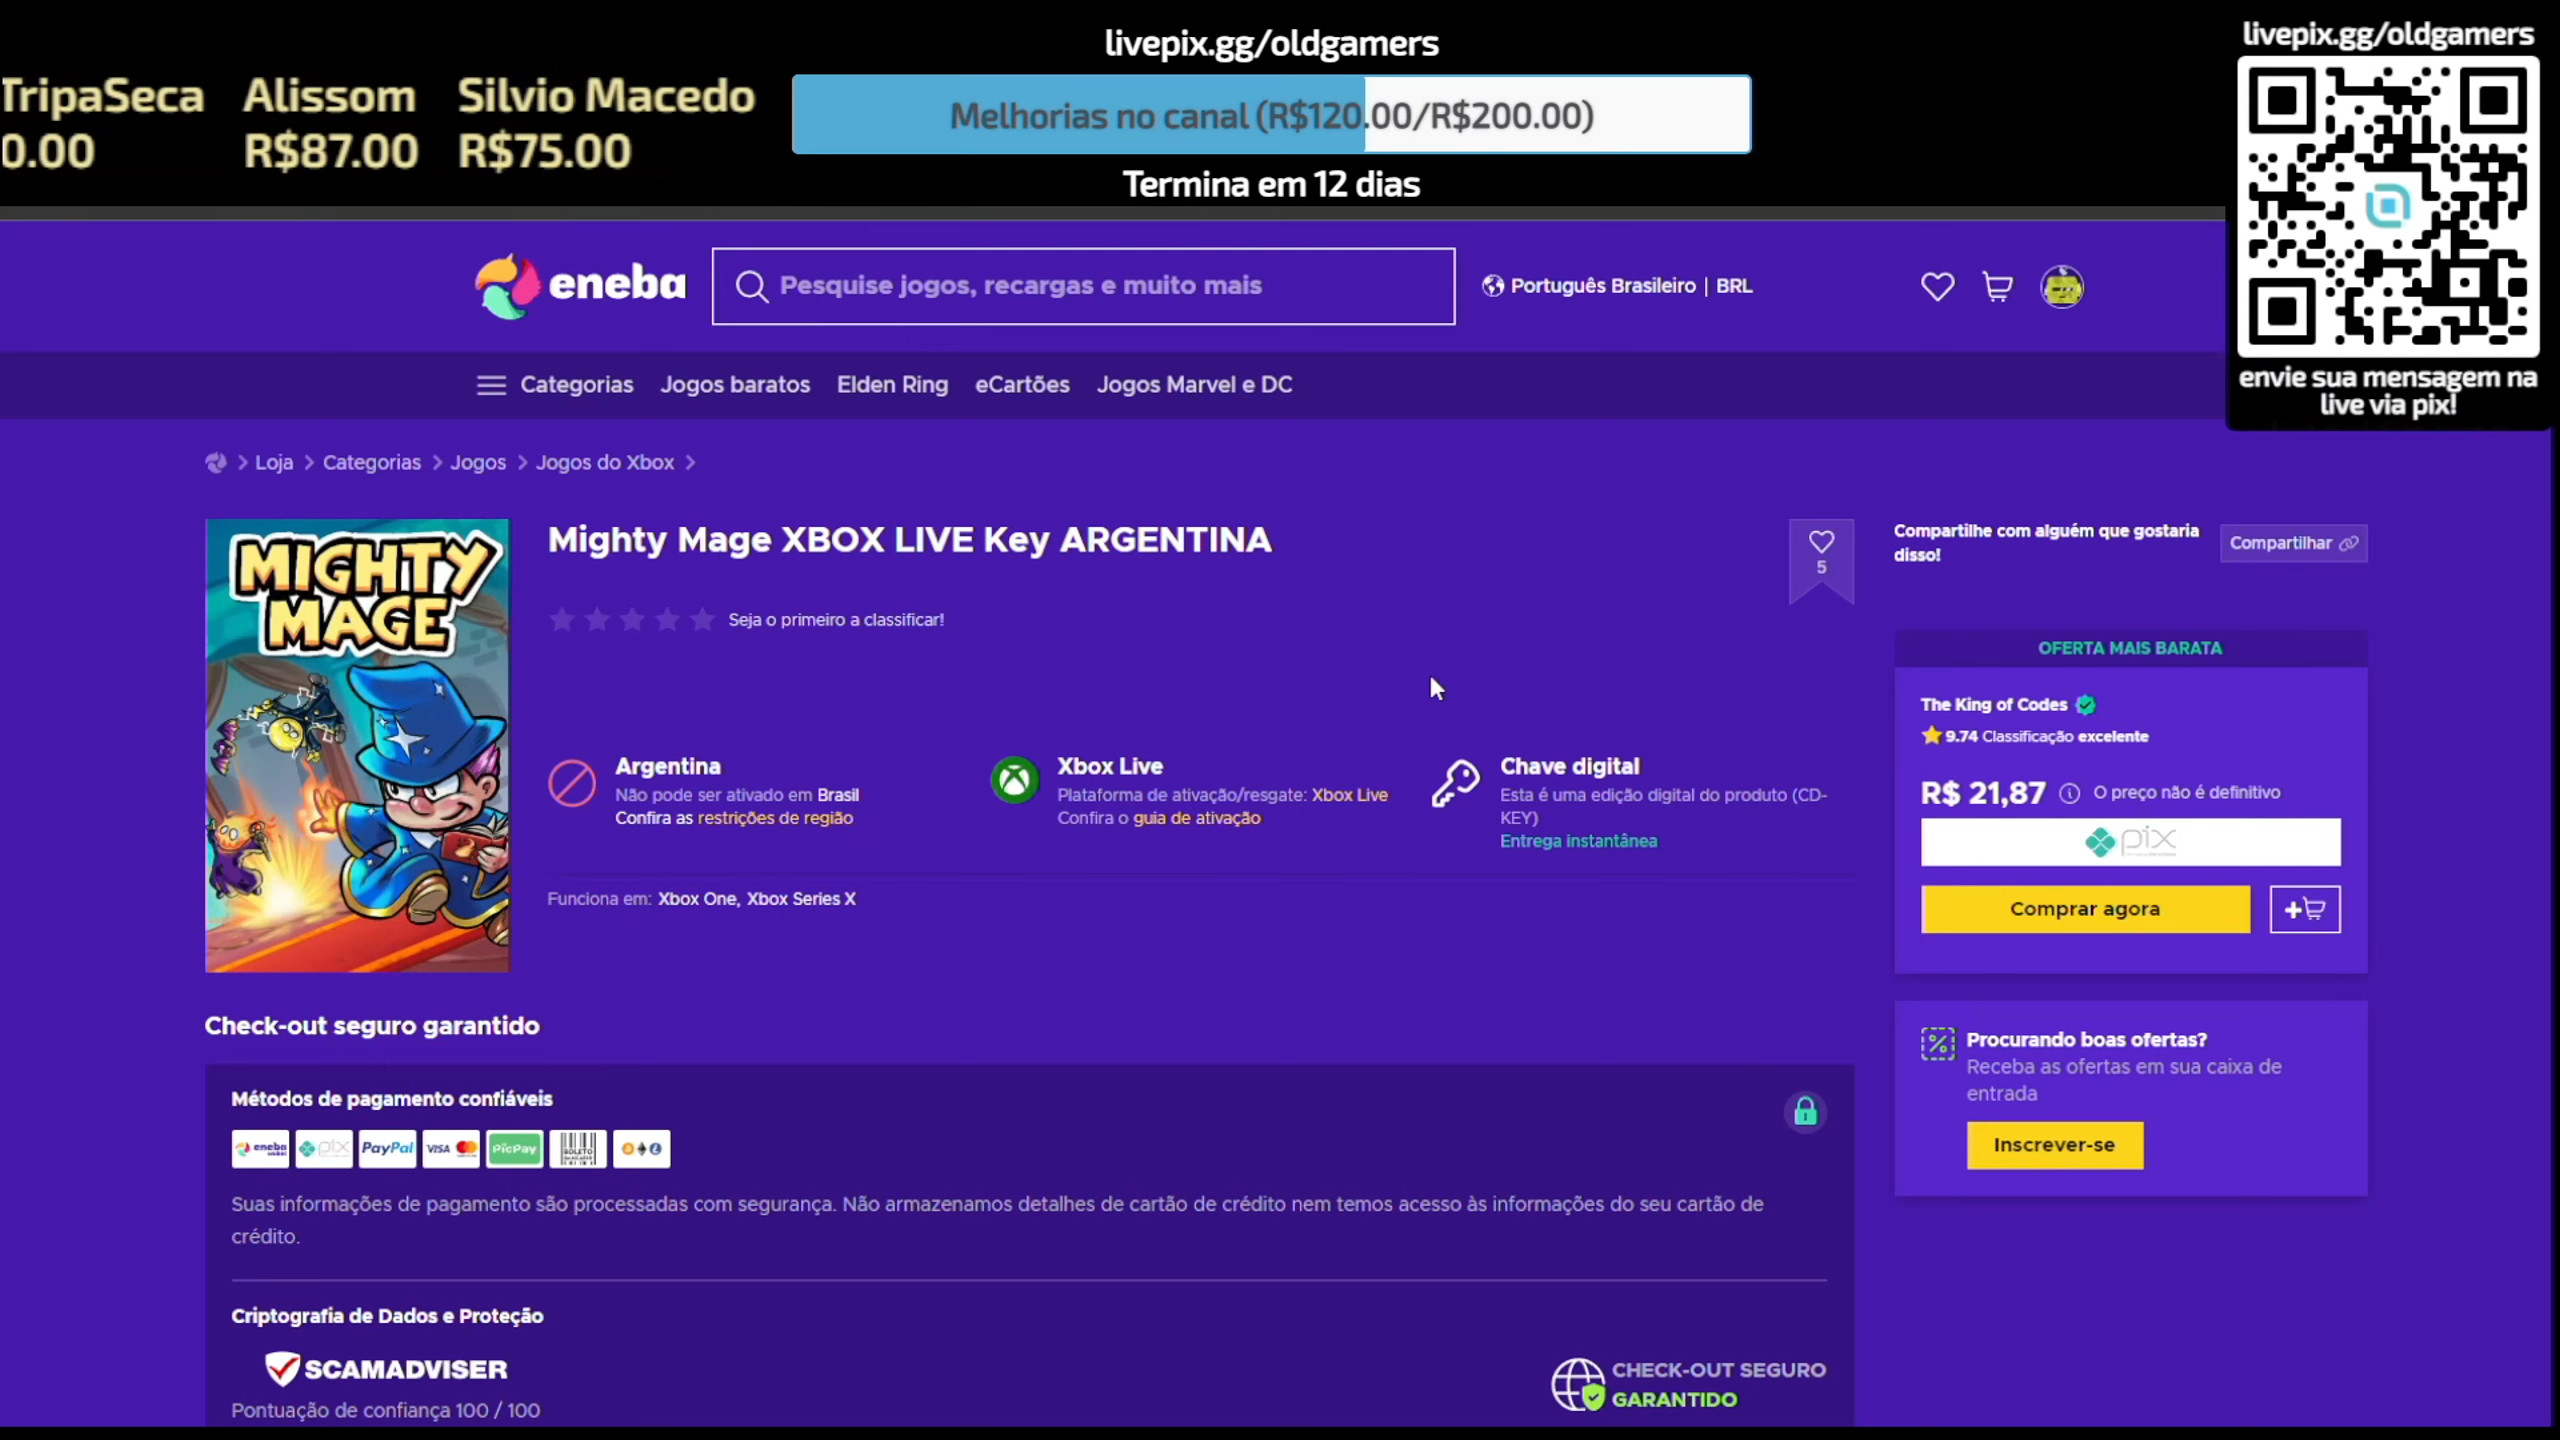 livepix.gg/oldgamers
TripaSeca Alissom Silvio Macedo
0.00 R$87.00 R$75.00
Melhorias no canal (R$120.00/R$200.00)
Termina em 12 dias
livepix.gg/oldgamers
envie sua mensagem na
live via pix!
eneba
Pesquise jogos, recargas e muito mais
Português Brasileiro | BRL
Categorias Jogos baratos Elden Ring eCartões Jogos Marvel e DC
Loja > Categorias > Jogos > Jogos do Xbox >
MIGHTY
MAGE
Mighty Mage XBOX LIVE Key ARGENTINA
Seja o primeiro a classificar!
5
Argentina
Não pode ser ativado em Brasil
Confira as restrições de região
Xbox Live
Plataforma de ativação/resgate: Xbox Live
Confira o guia de ativação
Chave digital
Esta é uma edição digital do produto (CD-
KEY)
Entrega instantânea
Funciona em: Xbox One, Xbox Series X
Compartilhe com alguém que gostaria
disso!
Compartilhar
OFERTA MAIS BARATA
The King of Codes
9.74 Classificação excelente
R$ 21,87 O preço não é definitivo
pix
Comprar agora
Procurando boas ofertas?
Receba as ofertas em sua caixa de
entrada
Inscrever-se
Check-out seguro garantido
Métodos de pagamento confiáveis
eneba pix PayPal VISA PicPay BOLETO
Suas informações de pagamento são processadas com segurança. Não armazenamos detalhes de cartão de crédito nem temos acesso às informações do seu cartão de
crédito.
Criptografia de Dados e Proteção
SCAMADVISER
Pontuação de confiança 100 / 100
CHECK-OUT SEGURO
GARANTIDO